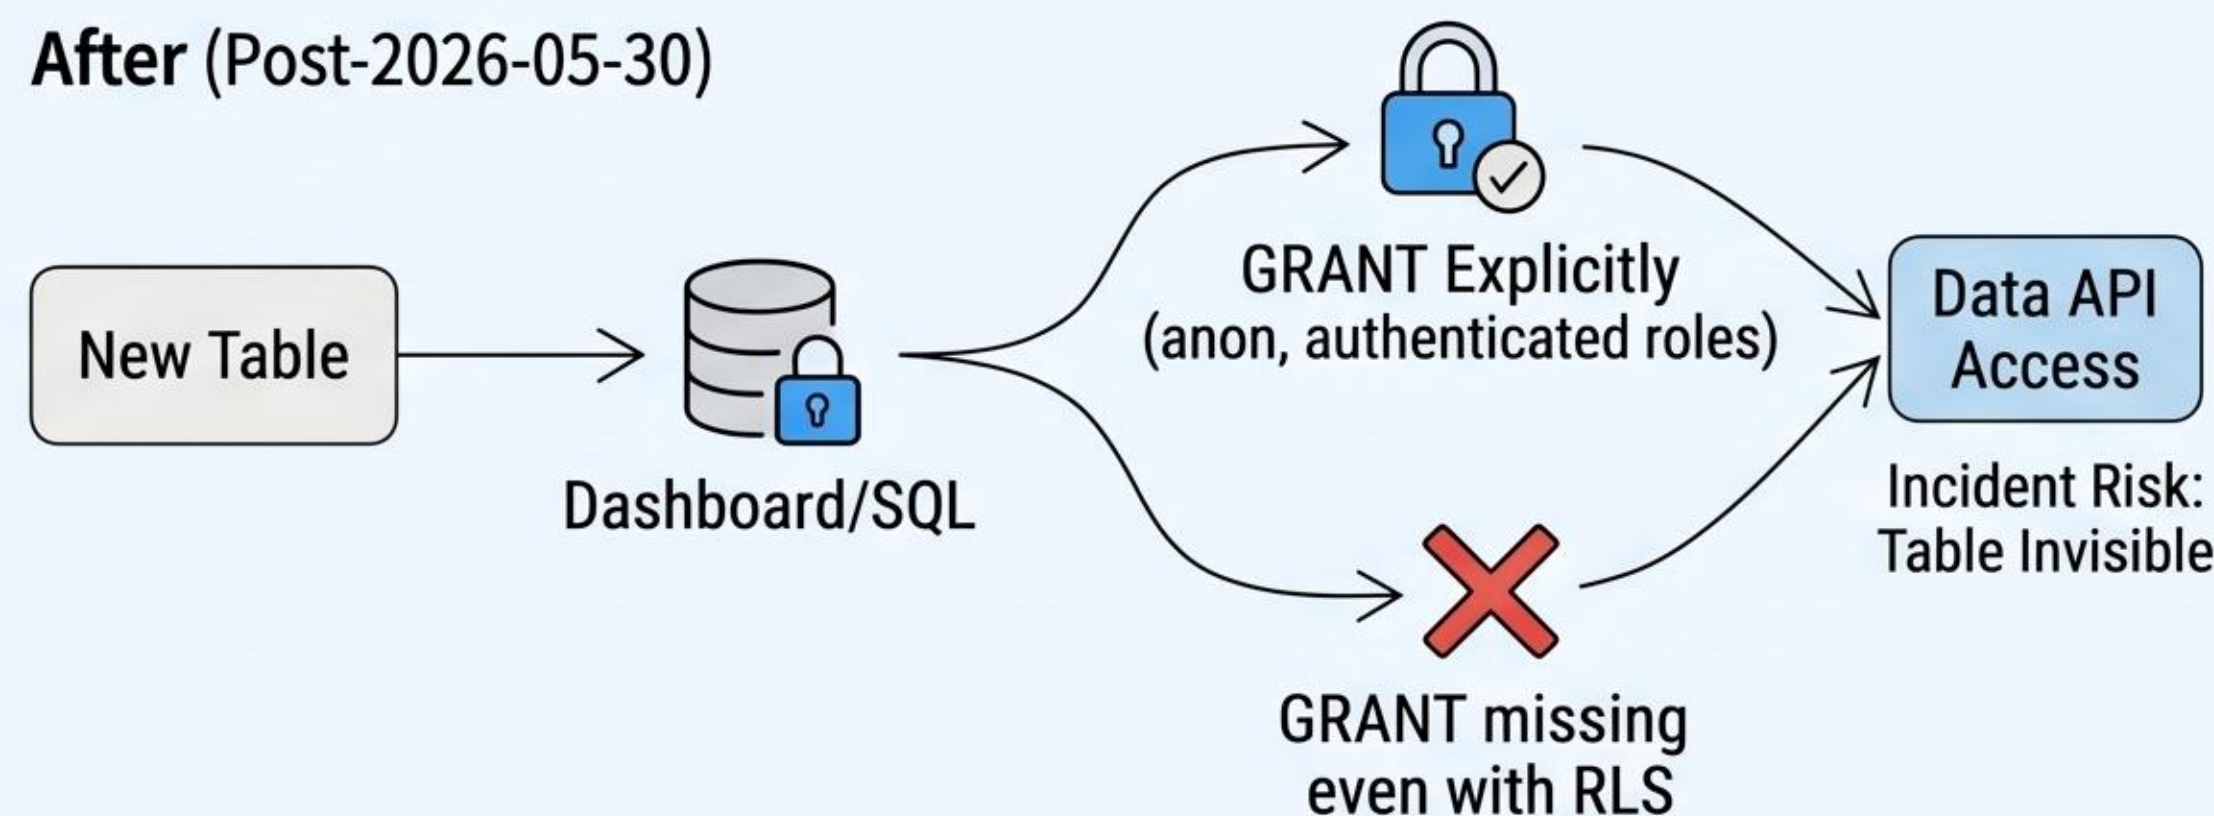 After (Post-2026-05-30)
New Table
Dashboard/SQL
GRANT Explicitly
(anon, authenticated roles)
GRANT missing
even with RLS
Data API
Access
Incident Risk:
Table Invisible